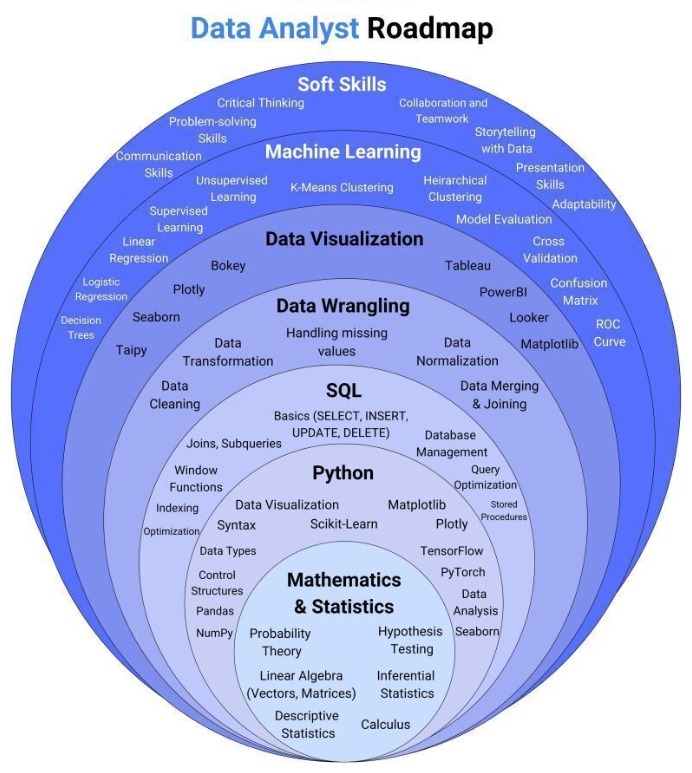 Data Analyst Roadmap
Soft Skills
Critical Thinking
Collaboration and
Teamwork
Problem-solving
Skills
Storytelling
with Data
Communication
Skills
Presentation
Skills
Adaptability
Machine Learning
Unsupervised
Learning
K-Means Clustering
Heirarchical
Clustering
Supervised
Learning
Model Evaluation
Linear
Regression
Cross
Validation
Logistic
Regression
Confusion
Matrix
Decision
Trees
ROC
Curve
Data Visualization
Bokey
Tableau
Plotly
PowerBI
Seaborn
Looker
Taipy
Matplotlib
Data Wrangling
Handling missing
values
Data
Transformation
Data
Normalization
Data
Cleaning
Data Merging
& Joining
SQL
Basics (SELECT, INSERT,
UPDATE, DELETE)
Joins, Subqueries
Database
Management
Window
Functions
Query
Optimization
Indexing
Stored
Procedures
Optimization
Python
Data Visualization
Matplotlib
Syntax
Scikit-Learn
Plotly
Data Types
TensorFlow
Control
Structures
PyTorch
Pandas
Data
Analysis
NumPy
Seaborn
Mathematics
& Statistics
Probability
Theory
Hypothesis
Testing
Linear Algebra
(Vectors, Matrices)
Inferential
Statistics
Descriptive
Statistics
Calculus